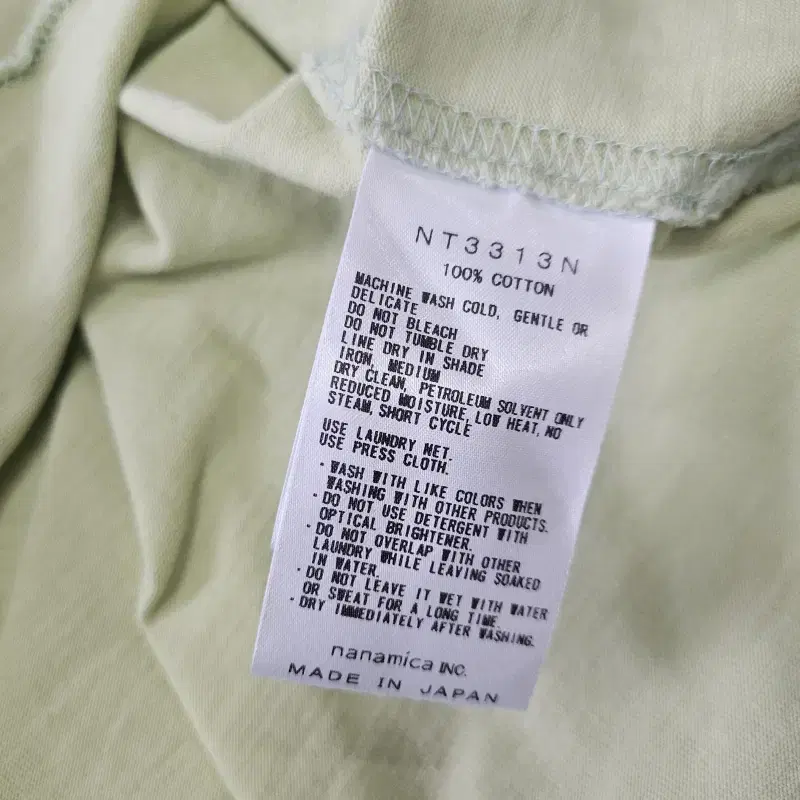 NT3313N
100% COTTON
MACHINE WASH COLD, GENTLE OR
DELICATE
DO NOT BLEACH
DO NOT TUMBLE DRY
LINE DRY IN SHADE
IRON, MEDIUM
DRY CLEAN, PETROLEUM SOLVENT ONLY
REDUCED MOISTURE, LOW HEAT, NO
STEAM, SHORT CYCLE
USE LAUNDRY NET.
USE PRESS CLOTH.
・WASH WITH LIKE COLORS WHEN
WASHING WITH OTHER PRODUCTS.
・DO NOT USE DETERGENT WITH
OPTICAL BRIGHTENER.
・DO NOT OVERLAP WITH OTHER
LAUNDRY WHILE LEAVING SOAKED
IN WATER.
・DO NOT LEAVE IT WET WITH WATER
OR SWEAT FOR A LONG TIME.
・DRY IMMEDIATELY AFTER WASHING.
nanamica INC.
MADE IN JAPAN